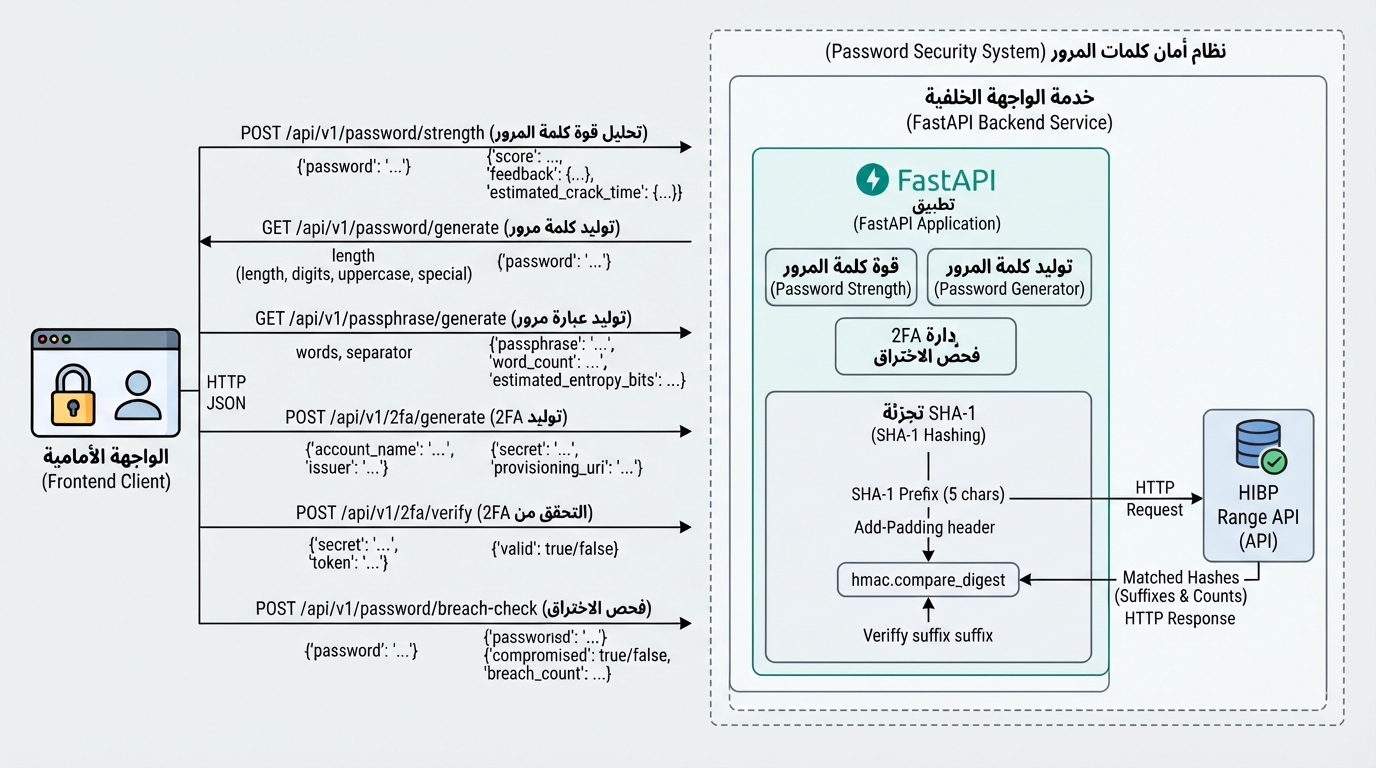 نظام أمان كلمات المرور (Password Security System)
خدمة الواجهة الخلفية
(FastAPI Backend Service)
POST /api/v1/password/strength (تحليل قوة كلمة المرور)
{'password': '...'}
{'score': ...,
'feedback': {...},
'estimated_crack_time': {...}}
GET /api/v1/password/generate (توليد كلمة مرور)
length
(length, digits, uppercase, special)
{'password': '...'}
GET /api/v1/passphrase/generate (توليد عبارة مرور)
words, separator
{'passphrase': '...',
'word_count': ...,
'estimated_entropy_bits': ...}
HTTP
JSON
الواجهة الأمامية
(Frontend Client)
POST /api/v1/2fa/generate (2FA توليد)
{'account_name': '...',
'issuer': '...'}
{'secret': '...',
'provisioning_uri': '...'}
POST /api/v1/2fa/verify (2FA التحقق من)
{'secret': '...',
'token': '...'}
{'valid': true/false}
POST /api/v1/password/breach-check (فحص الاختراق)
{'password': '...'}
{'passworisd': '...'}
{'compromised': true/false,
'breach_count': ...}
FastAPI
تطبيق
(FastAPI Application)
قوة كلمة المرور
(Password Strength)
توليد كلمة المرور
(Password Generator)
إدارة 2FA
فحص الاختراق
تجزئة SHA-1
(SHA-1 Hashing)
SHA-1 Prefix (5 chars)
Add-Padding header
hmac.compare_digest
Veriffy suffix suffix
HTTP
Request
HIBP
Range API
(API)
Matched Hashes
(Suffixes & Counts)
HTTP Response